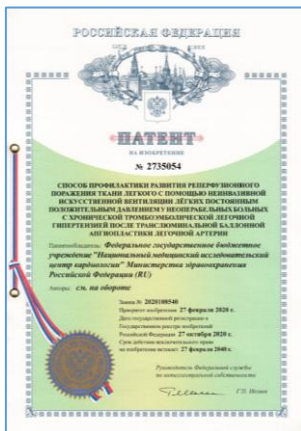 РОССИЙСКАЯ ФЕДЕРАЦИЯ
ПАТЕНТ
НА ИЗОБРЕТЕНИЕ
№ 2735054
СПОСОБ ПРОФИЛАКТИКИ РАЗВИТИЯ РЕПЕРФУЗИОННОГО
ПОРАЖЕНИЯ ТКАНИ ЛЕГКОГО С ПОМОЩЬЮ НЕИНВАЗИВНОЙ
ИСКУССТВЕННОЙ ВЕНТИЛЯЦИИ ЛЁГКИХ ПОСТОЯННЫМ
ПОЛОЖИТЕЛЬНЫМ ДАВЛЕНИЕМ У НЕОПЕРАБЕЛЬНЫХ БОЛЬНЫХ
С ХРОНИЧЕСКОЙ ТРОМБОЭМБОЛИЧЕСКОЙ ЛЕГОЧНОЙ
ГИПЕРТЕНЗИЕЙ ПОСЛЕ ТРАНСЛЮМИНАЛЬНОЙ БАЛЛОННОЙ
АНГИОПЛАСТИКИ ЛЕГОЧНОЙ АРТЕРИИ
Патентообладатель: Федеральное государственное бюджетное
учреждение "Национальный медицинский исследовательский
центр кардиологии" Министерства здравоохранения
Российской Федерации (RU)
Авторы: см. на обороте
Заявка № 2020108540
Приоритет изобретения 27 февраля 2020 г.
Дата государственной регистрации в
Государственном реестре изобретений
Российской Федерации 27 октября 2020 г.
Срок действия исключительного права
на изобретение истекает 27 февраля 2040 г.
Руководитель Федеральной службы
по интеллектуальной собственности
Г.П. Ивлиев